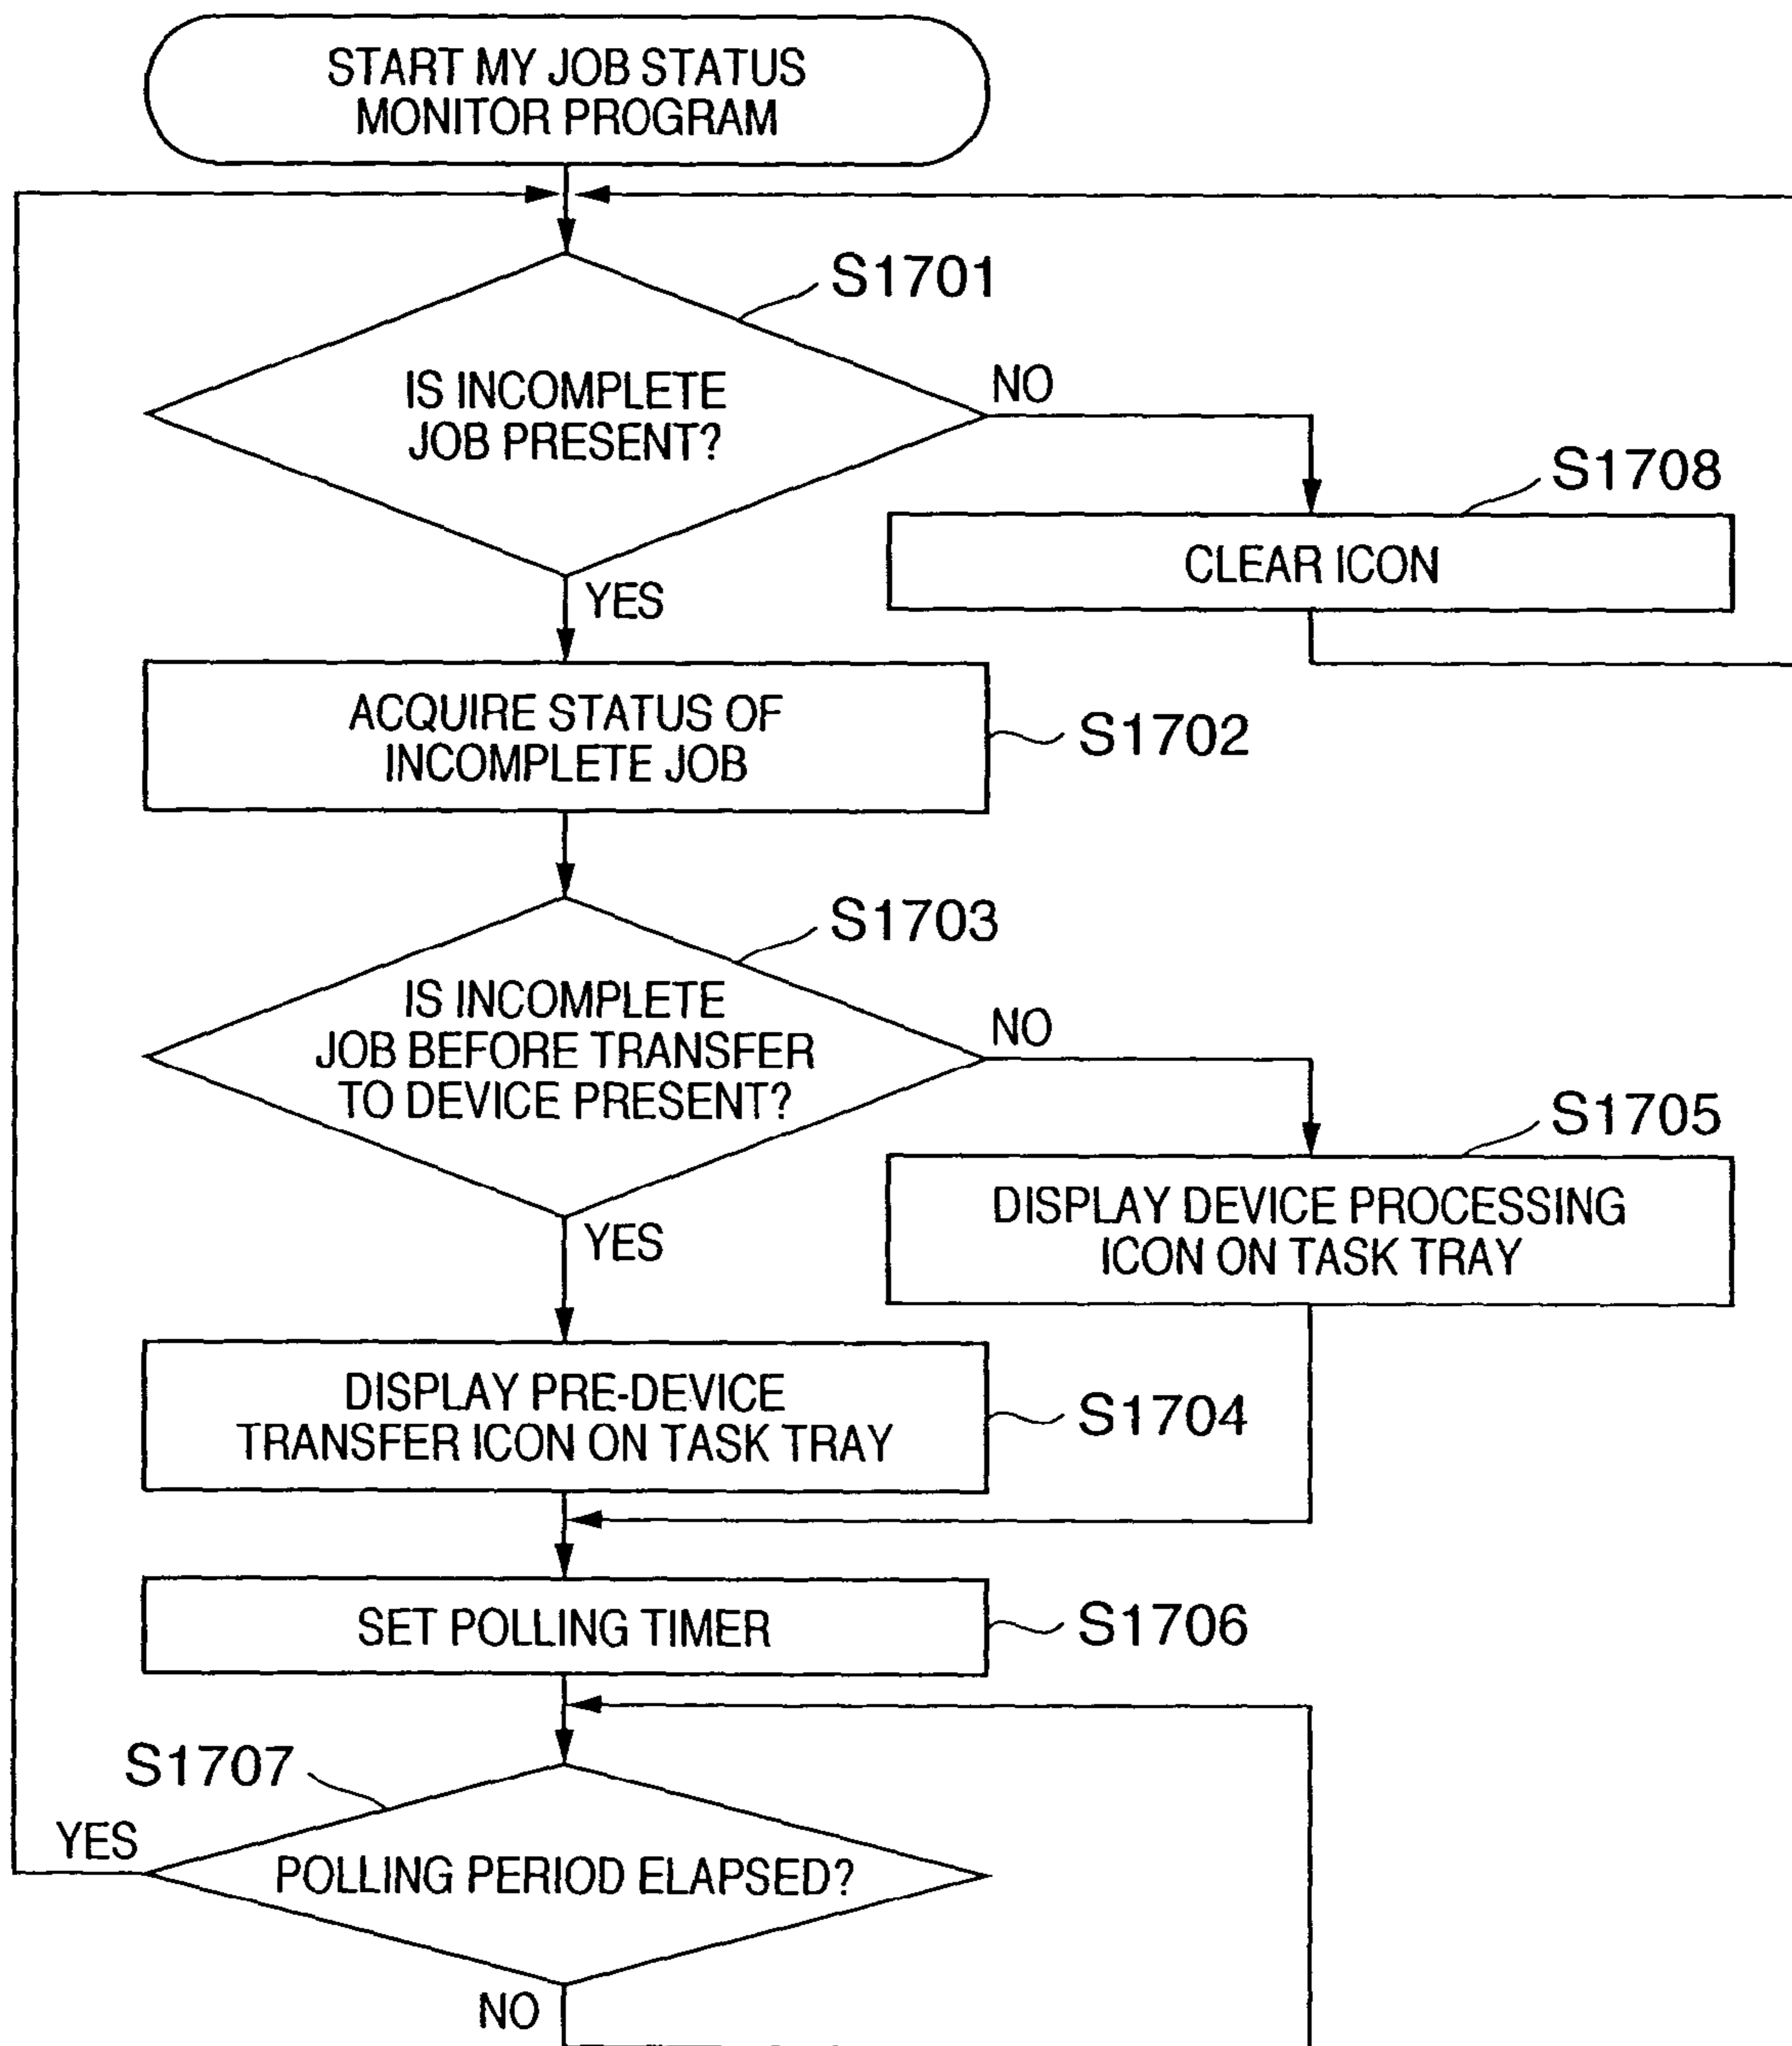 START MY JOB STATUS
MONITOR PROGRAM
S1701
IS INCOMPLETE
JOB PRESENT?
NO
S1708
CLEAR ICON
YES
ACQUIRE STATUS OF
INCOMPLETE JOB
S1702
S1703
IS INCOMPLETE
JOB BEFORE TRANSFER
TO DEVICE PRESENT?
NO
S1705
DISPLAY DEVICE PROCESSING
ICON ON TASK TRAY
YES
DISPLAY PRE-DEVICE
TRANSFER ICON ON TASK TRAY
S1704
SET POLLING TIMER
S1706
S1707
YES
POLLING PERIOD ELAPSED?
NO